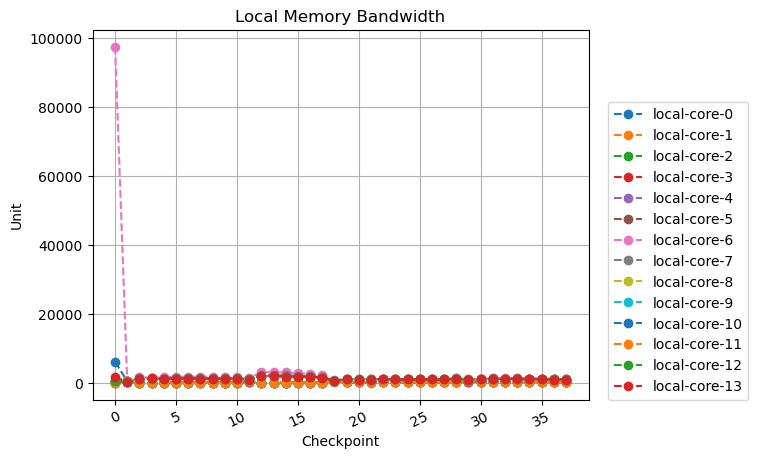 Local Memory Bandwidth
Unit
100000
80000
60000
40000
20000
0
0 5 10 15 20 25 30 35
Checkpoint
local-core-0
local-core-1
local-core-2
local-core-3
local-core-4
local-core-5
local-core-6
local-core-7
local-core-8
local-core-9
local-core-10
local-core-11
local-core-12
local-core-13